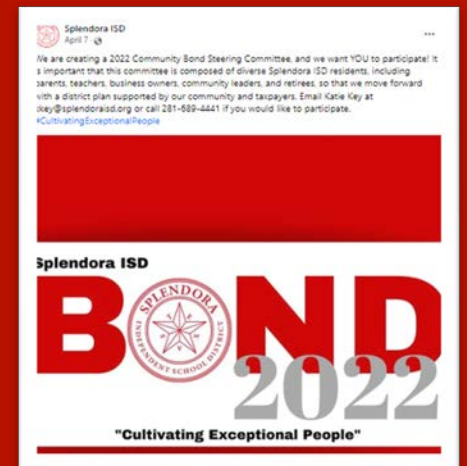 Splendora ISD
April 7 ·
We are creating a 2022 Community Bond Steering Committee, and we want YOU to participate! It
s important that this committee is composed of diverse Splendora ISD residents, including
parents, teachers, business owners, community leaders, and retirees, so that we move forward
with a district plan supported by our community and taxpayers. Email Katie Key at
kkey@splendoraisd.org or call 281-689-4441 if you would like to participate.
#CultivatingExceptionalPeople
Splendora ISD
BOND
SPLENDORA
INDEPENDENT SCHOOL DISTRICT
2022
"Cultivating Exceptional People"